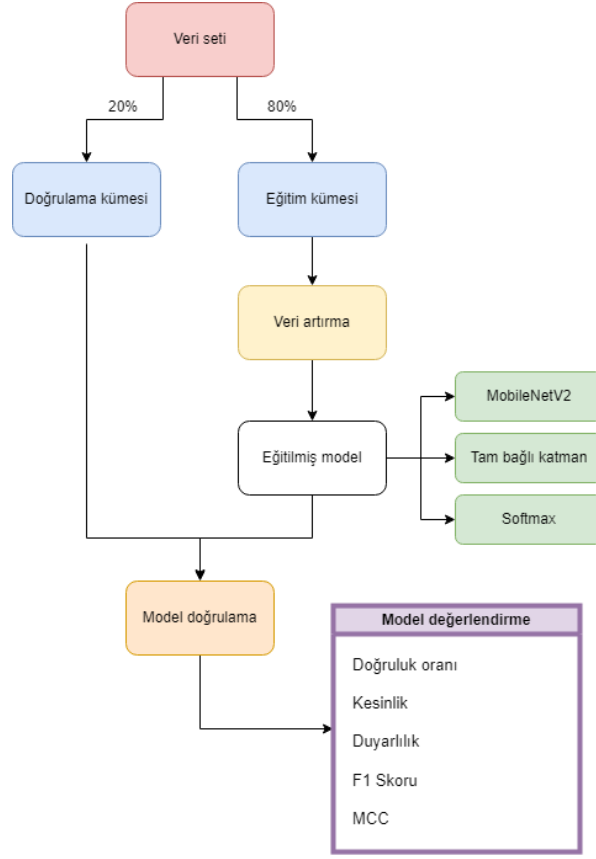 Veri seti
20%
80%
Doğrulama kümesi
Eğitim kümesi
Veri artırma
Eğitilmiş model
MobileNetV2
Tam bağlı katman
Softmax
Model doğrulama
Model değerlendirme
Doğruluk oranı
Kesinlik
Duyarlılık
F1 Skoru
MCC